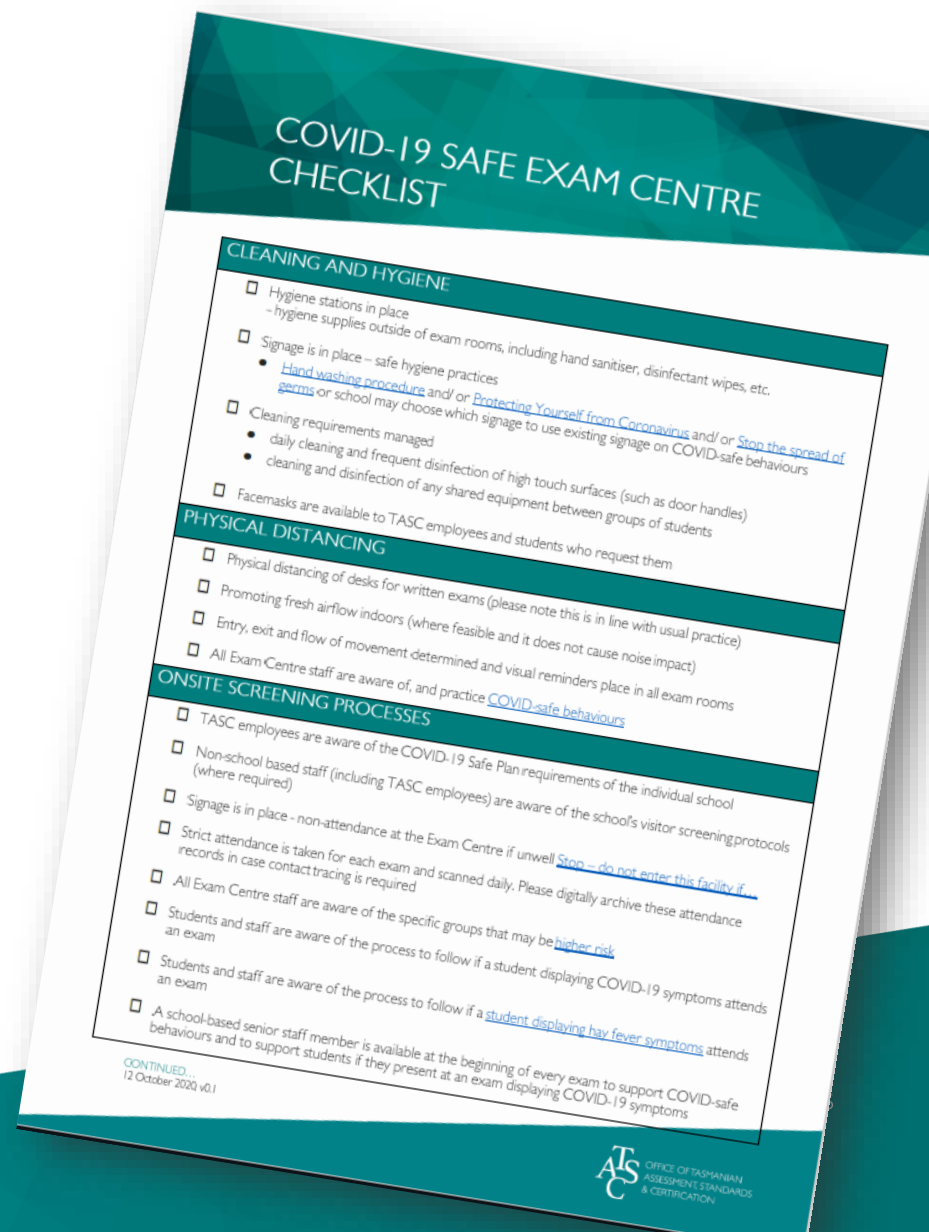 COVID-19 SAFE EXAM CENTRE
CHECKLIST
CLEANING AND HYGIENE
Hygiene stations in place
- hygiene supplies outside of exam rooms, including hand sanitiser, disinfectant wipes, etc.
Signage is in place – safe hygiene practices
Hand washing procedure and/ or Protecting Yourself from Coronavirus and/ or Stop the spread of
germs or school may choose which signage to use existing signage on COVID-safe behaviours
Cleaning requirements managed
daily cleaning and frequent disinfection of high touch surfaces (such as door handles)
cleaning and disinfection of any shared equipment between groups of students
Facemasks are available to TASC employees and students who request them
PHYSICAL DISTANCING
Physical distancing of desks for written exams (please note this is in line with usual practice)
Promoting fresh airflow indoors (where feasible and it does not cause noise impact)
Entry, exit and flow of movement determined and visual reminders place in all exam rooms
All Exam Centre staff are aware of, and practice COVID-safe behaviours
ONSITE SCREENING PROCESSES
TASC employees are aware of the COVID-19 Safe Plan requirements of the individual school
Non-school based staff (including TASC employees) are aware of the school's visitor screening protocols
(where required)
Signage is in place - non-attendance at the Exam Centre if unwell Stop – do not enter this facility if…
Strict attendance is taken for each exam and scanned daily. Please digitally archive these attendance
records in case contact tracing is required
All Exam Centre staff are aware of the specific groups that may be higher risk
Students and staff are aware of the process to follow if a student displaying COVID-19 symptoms attends
an exam
Students and staff are aware of the process to follow if a student displaying hay fever symptoms attends
an exam
A school-based senior staff member is available at the beginning of every exam to support COVID-safe
behaviours and to support students if they present at an exam displaying COVID-19 symptoms
CONTINUED…
12 October 2020, v0.1
TASC
OFFICE OF TASMANIAN
ASSESSMENT, STANDARDS
& CERTIFICATION